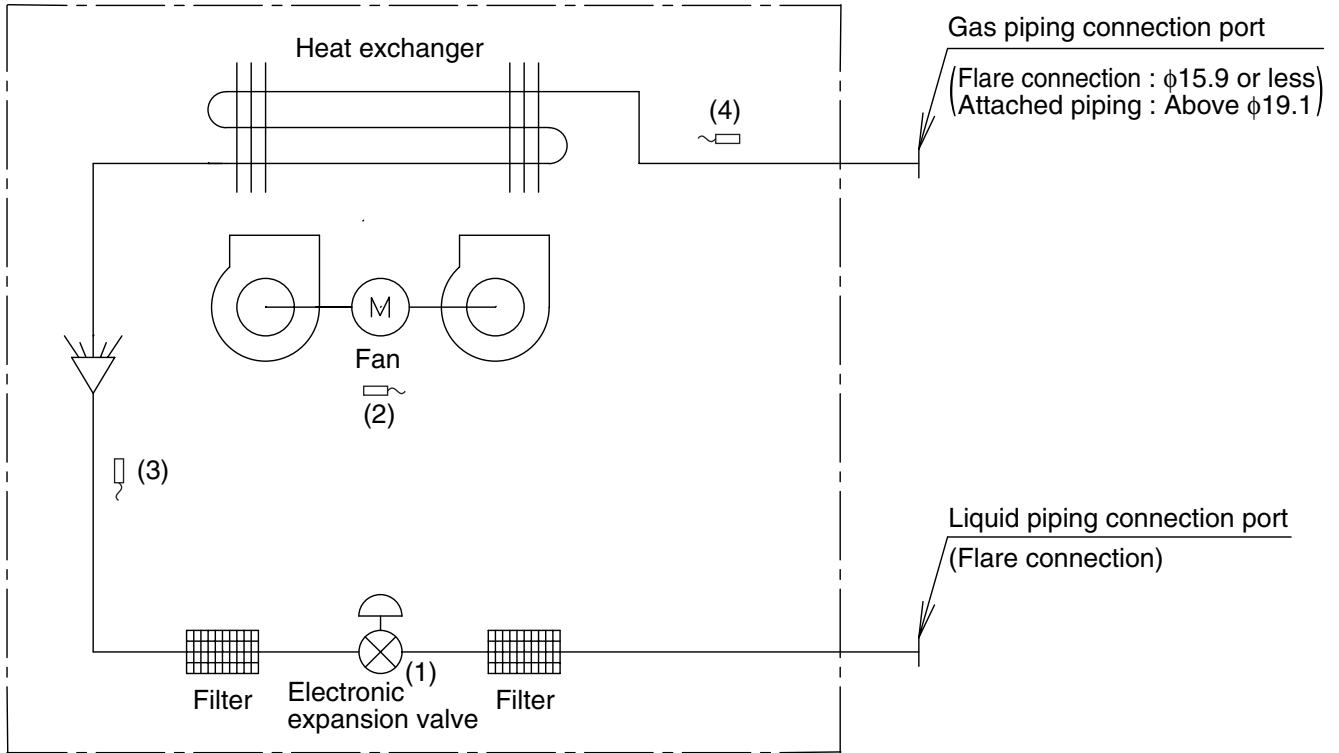 Heat exchanger
Gas piping connection port
(Flare connection : ϕ15.9 or less)
(Attached piping : Above ϕ19.1)
(4)
M
Fan
(2)
(3)
Liquid piping connection port
(Flare connection)
(1)
Filter
Electronic
expansion valve
Filter